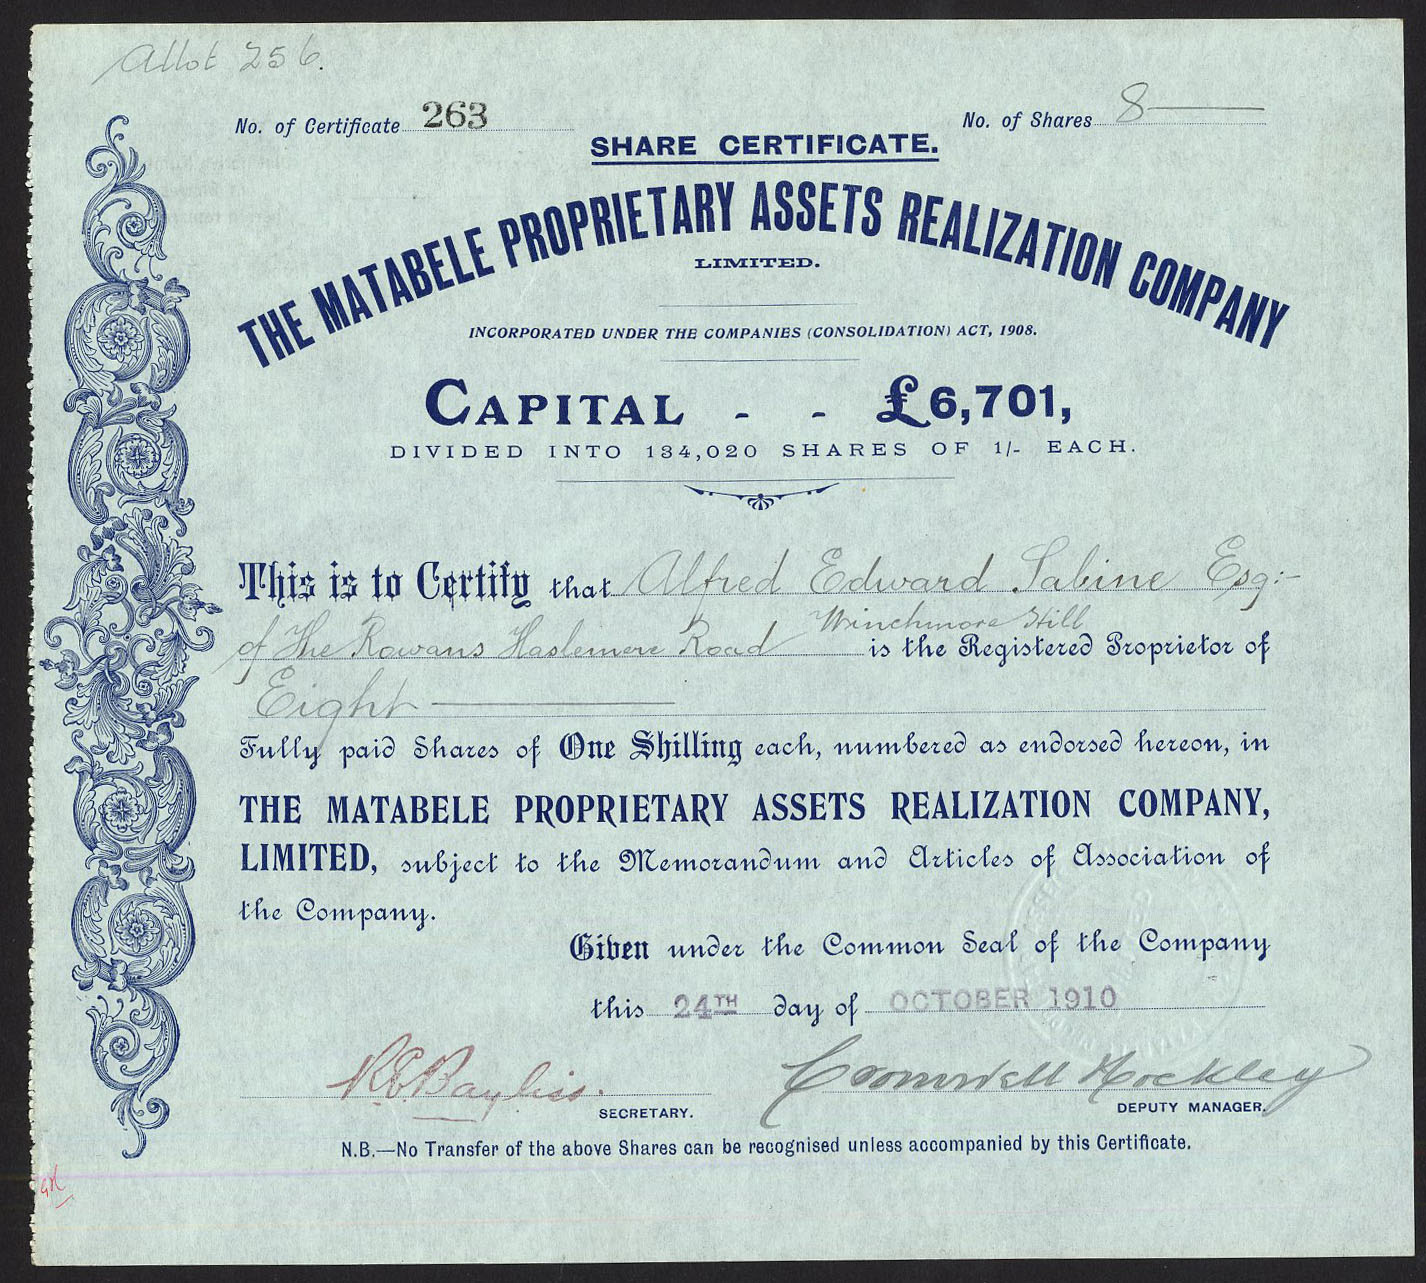 Allot 256.
No. of Certificate 263
No. of Shares 8
SHARE CERTIFICATE.
THE MATABELE PROPRIETARY ASSETS REALIZATION COMPANY
LIMITED.
INCORPORATED UNDER THE COMPANIES (CONSOLIDATION) ACT, 1908.
CAPITAL - - £6,701,
DIVIDED INTO 134,020 SHARES OF 1/- EACH.
This is to Certify that Alfred Edward Sabine Esq:-
of The Rowans Haslemere Road Winchmore Hill is the Registered Proprietor of
Eight
Fully paid Shares of One Shilling each, numbered as endorsed hereon, in
THE MATABELE PROPRIETARY ASSETS REALIZATION COMPANY,
LIMITED, subject to the Memorandum and Articles of Association of
the Company.
Given under the Common Seal of the Company
this 24TH day of OCTOBER 1910
R.E. Bayliss.
SECRETARY.
Cromwell Hockley
DEPUTY MANAGER.
N.B.—No Transfer of the above Shares can be recognised unless accompanied by this Certificate.